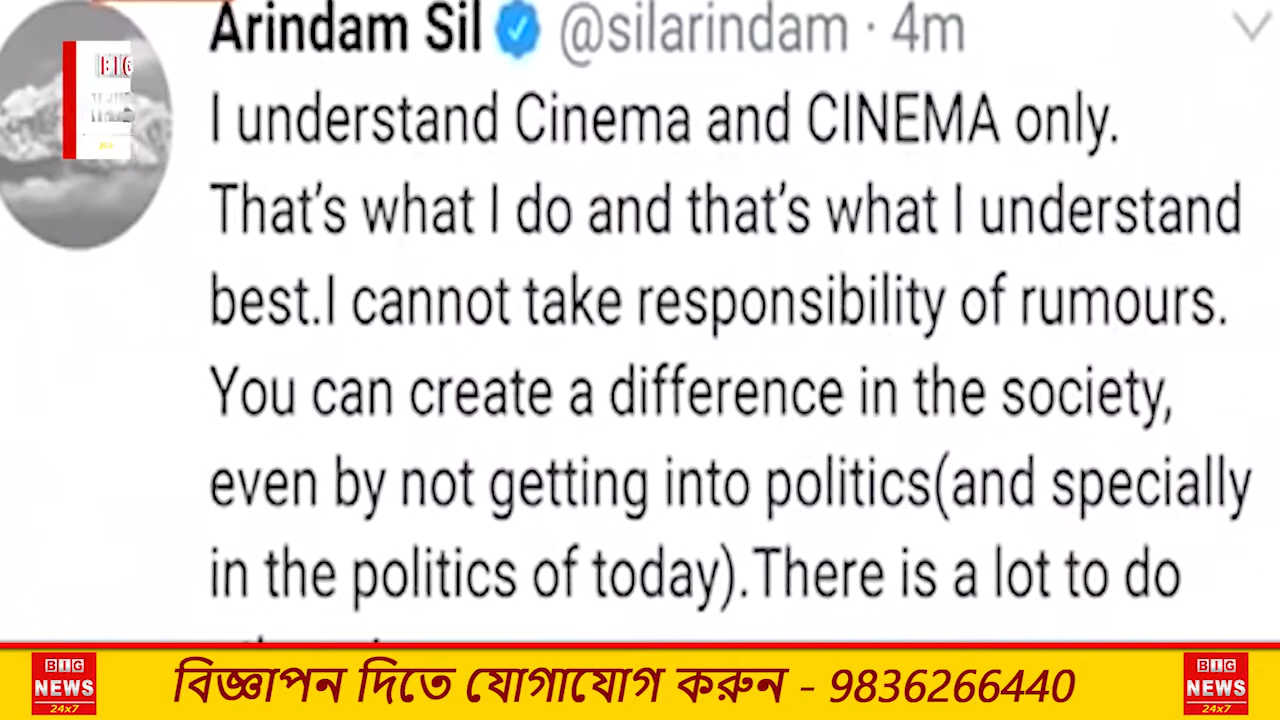 Arindam Sil @silarindam · 4m
I understand Cinema and CINEMA only.
That's what I do and that's what I understand
best.I cannot take responsibility of rumours.
You can create a difference in the society,
even by not getting into politics(and specially
in the politics of today).There is a lot to do
BIG
NEWS
24x7
বিজ্ঞাপন দিতে যোগাযোগ করুন - 9836266440
BIG
NEWS
24x7